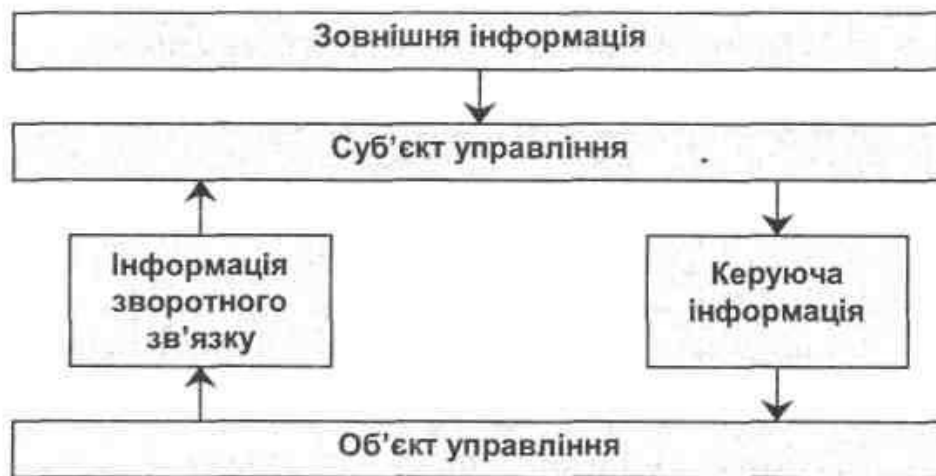 Зовнішня інформація
Суб'єкт управління
Інформація
зворотного
зв'язку
Керуюча
інформація
Об'єкт управління